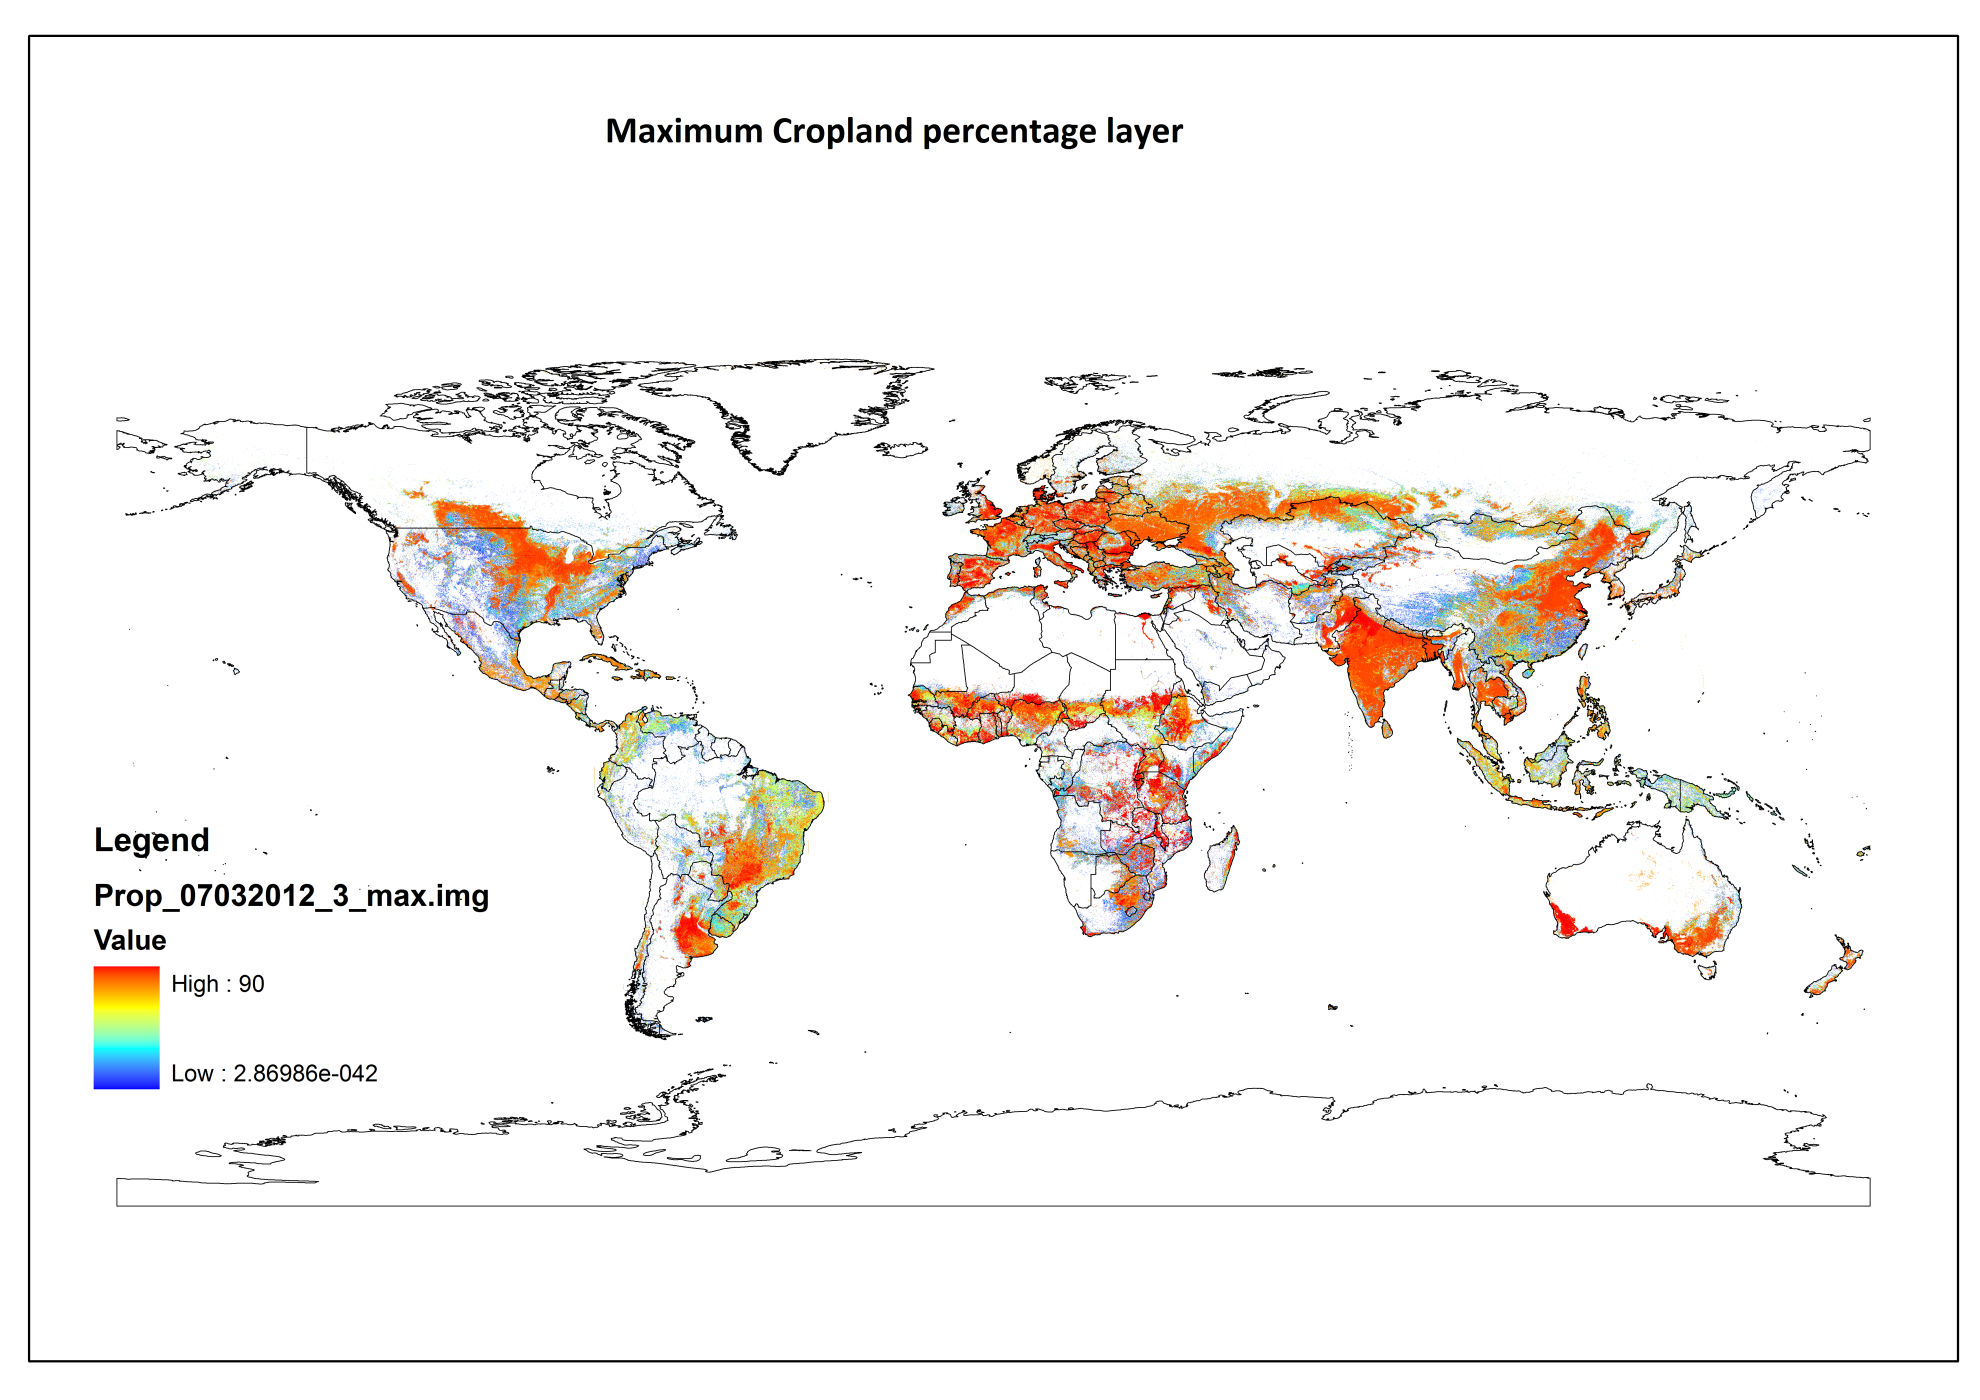 Maximum Cropland percentage layer
Legend
Prop_07032012_3_max.img
Value
High : 90
Low : 2.86986e-042